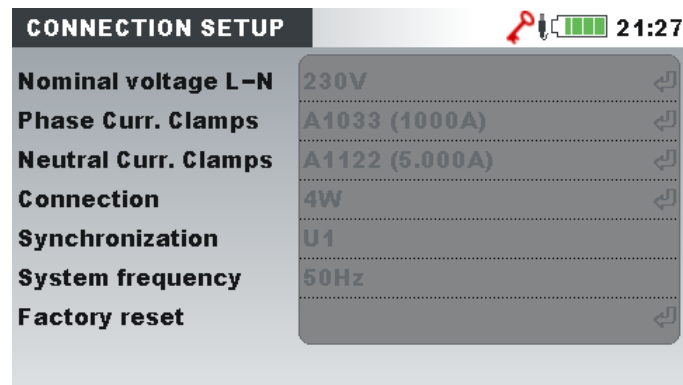 CONNECTION SETUP 21:27
Nominal voltage L-N 230V
Phase Curr. Clamps A1033 (1000A)
Neutral Curr. Clamps A1122 (5.000A)
Connection 4W
Synchronization U1
System frequency 50Hz
Factory reset